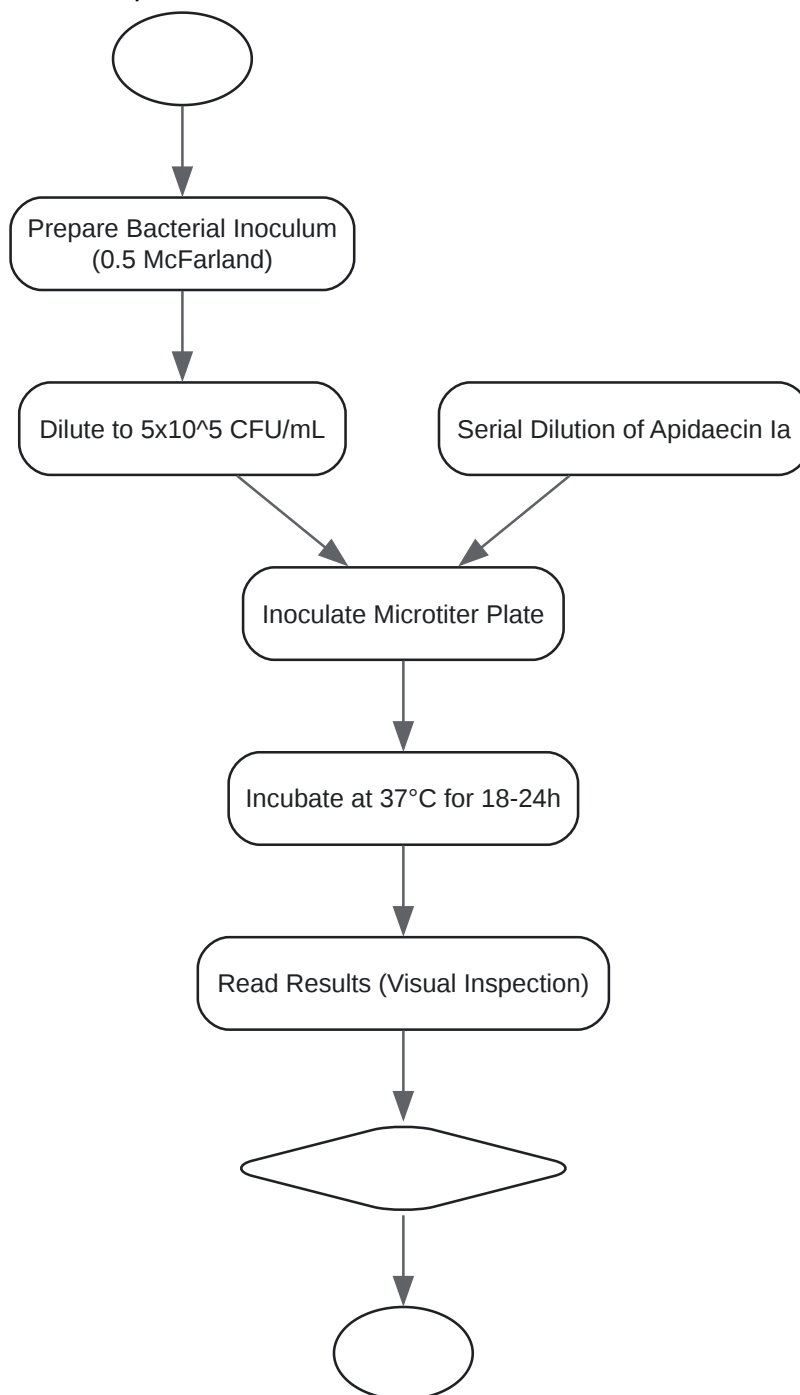 Prepare Bacterial Inoculum
(0.5 McFarland)
Dilute to 5x10^5 CFU/mL
Serial Dilution of Apidaecin Ia
Inoculate Microtiter Plate
Incubate at 37°C for 18-24h
Read Results (Visual Inspection)